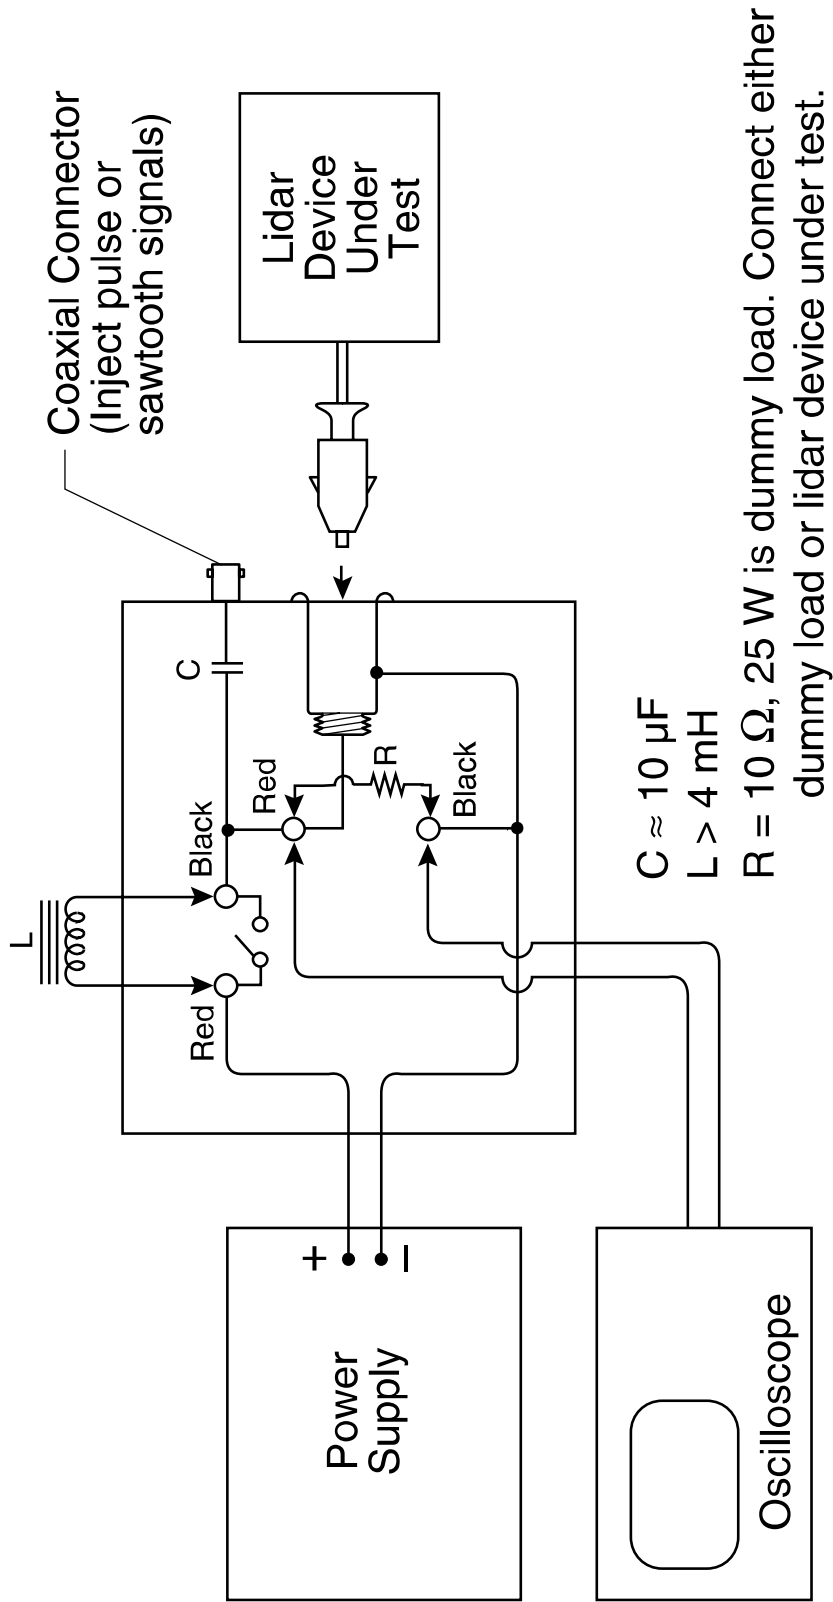 L
Coaxial Connector
(Inject pulse or
sawtooth signals)
Red
Black
C
Red
R
Black
Power
Supply
+
–
Lidar
Device
Under
Test
Oscilloscope
C ≈ 10 µF
L > 4 mH
R = 10 Ω, 25 W is dummy load. Connect either
dummy load or lidar device under test.